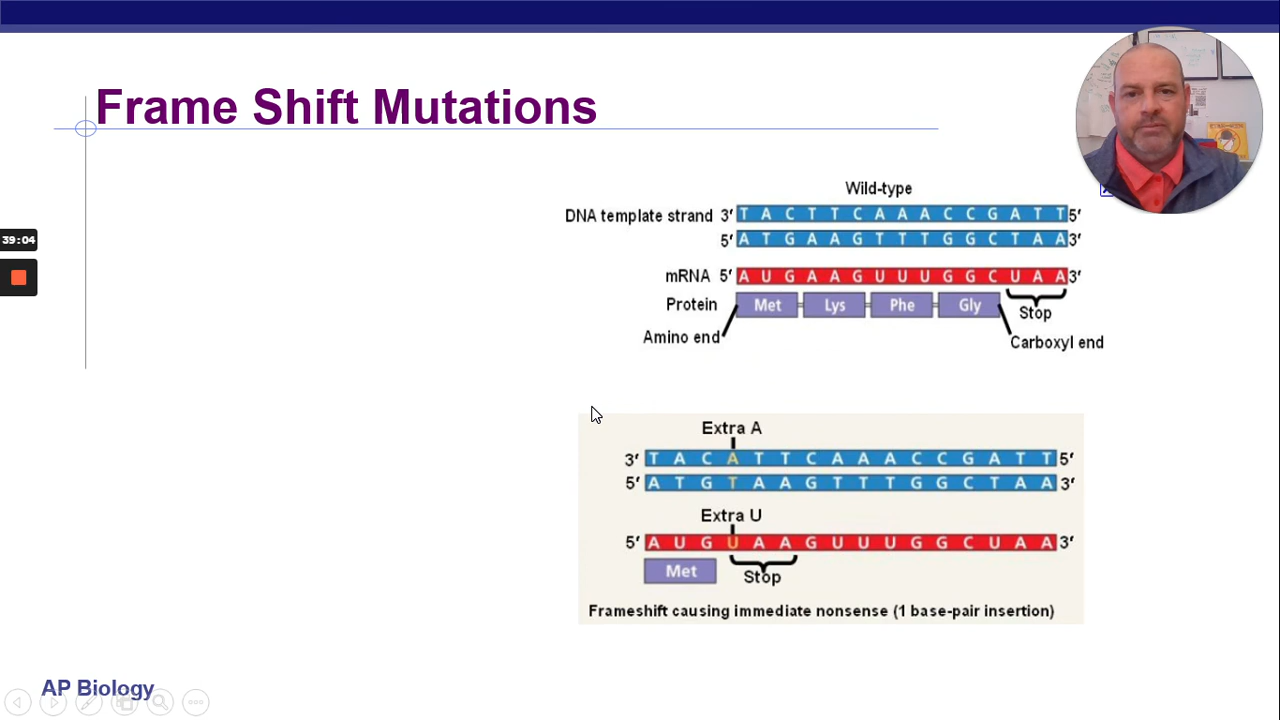 Frame Shift Mutations
39:04
Wild-type
DNA template strand 3′ T A C T T C A A A C C G A T T 5′
5′ A T G A A G T T T G G C T A A 3′
mRNA 5′ A U G A A G U U U G G C U A A 3′
Protein Met Lys Phe Gly Stop
Amino end Carboxyl end
Extra A
3′ T A C A T T C A A A C C G A T T 5′
5′ A T G T A A G T T T G G C T A A 3′
Extra U
5′ A U G U A A G U U U G G C U A A 3′
Met Stop
Frameshift causing immediate nonsense (1 base-pair insertion)
AP Biology